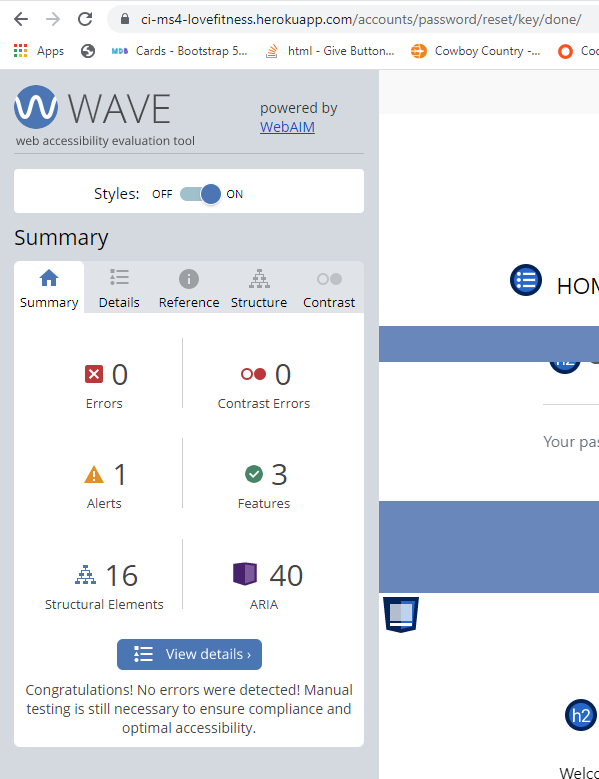 ci-ms4-lovefitness.herokuapp.com/accounts/password/reset/key/done/
Apps
MDB Cards - Bootstrap 5...
html - Give Button...
Cowboy Country -...
Co
WAVE
web accessibility evaluation tool
powered by
WebAIM
Styles: OFF ON
Summary
Summary Details Reference Structure Contrast
0 0
Errors Contrast Errors
1 3
Alerts Features
16 40
Structural Elements ARIA
View details ›
Congratulations! No errors were detected! Manual
testing is still necessary to ensure compliance and
optimal accessibility.
HOM
h2
Your pas
h2
Welco